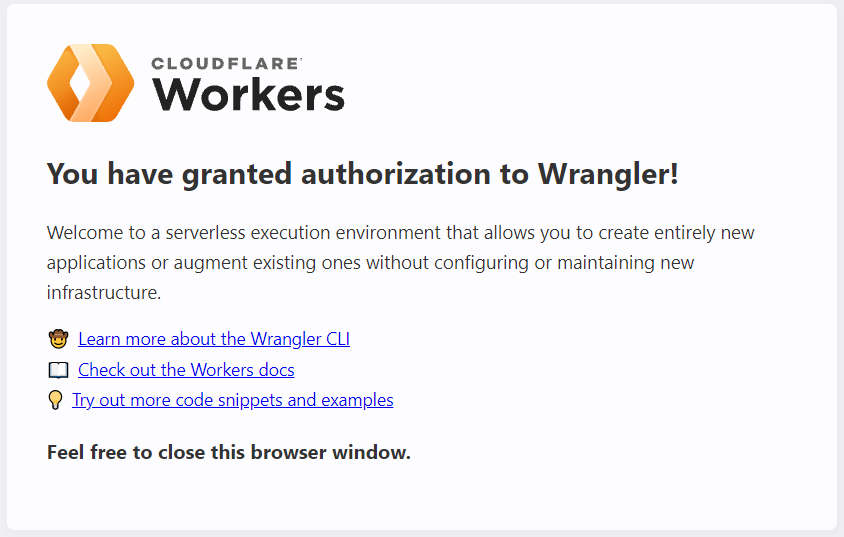 CLOUDFLARE
Workers
You have granted authorization to Wrangler!
Welcome to a serverless execution environment that allows you to create entirely new
applications or augment existing ones without configuring or maintaining new
infrastructure.
🤠 Learn more about the Wrangler CLI
📖 Check out the Workers docs
💡 Try out more code snippets and examples
Feel free to close this browser window.